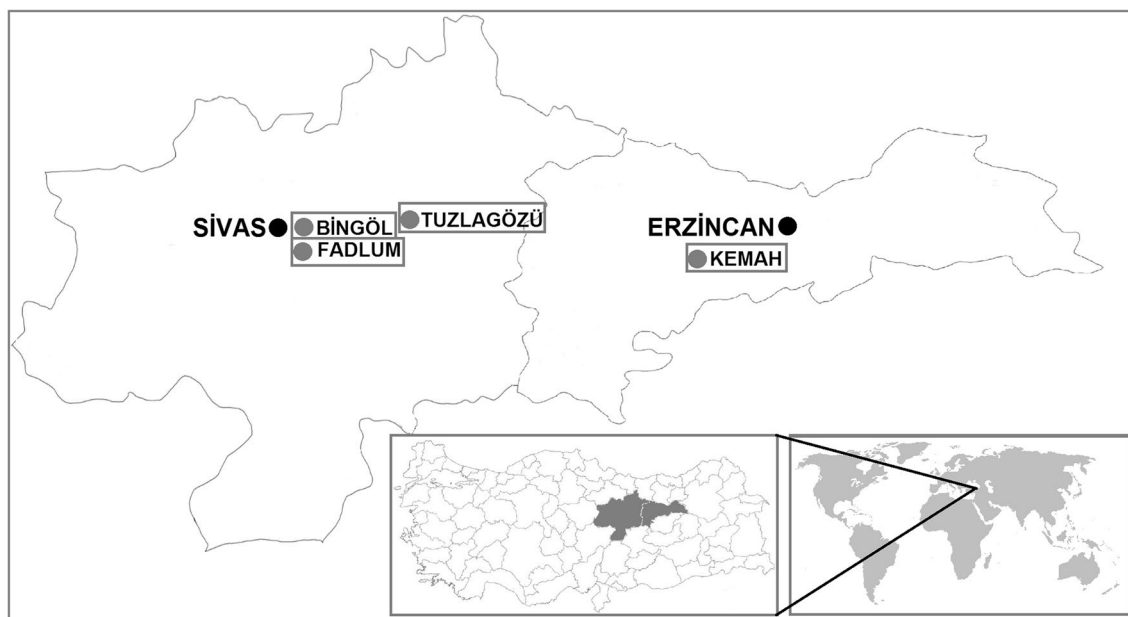 SİVAS
BİNGÖL
FADLUM
TUZLAGÖZÜ
ERZİNCAN
KEMAH